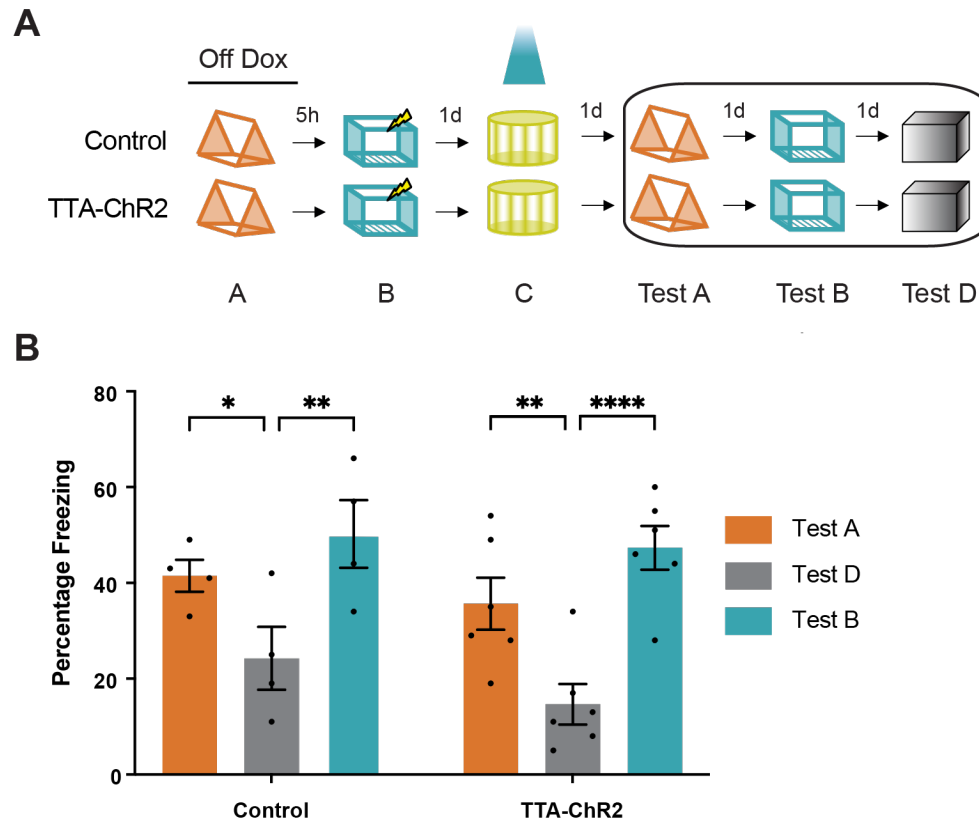 A
Off Dox
5h
1d
1d
1d
1d
Control
TTA-ChR2
A
B
C
Test A
Test B
Test D
B
80
60
40
20
0
Percentage Freezing
*
**
**
****
Control
TTA-ChR2
Test A
Test D
Test B